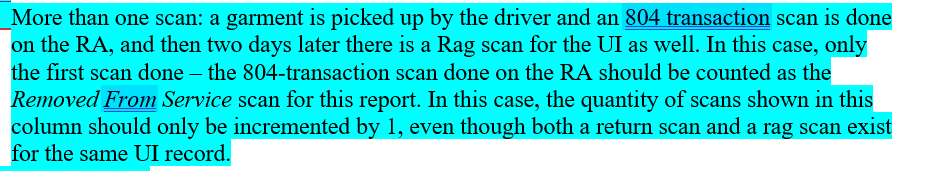 More than one scan: a garment is picked up by the driver and an 804 transaction scan is done
on the RA, and then two days later there is a Rag scan for the UI as well. In this case, only
the first scan done – the 804-transaction scan done on the RA should be counted as the
Removed From Service scan for this report. In this case, the quantity of scans shown in this
column should only be incremented by 1, even though both a return scan and a rag scan exist
for the same UI record.